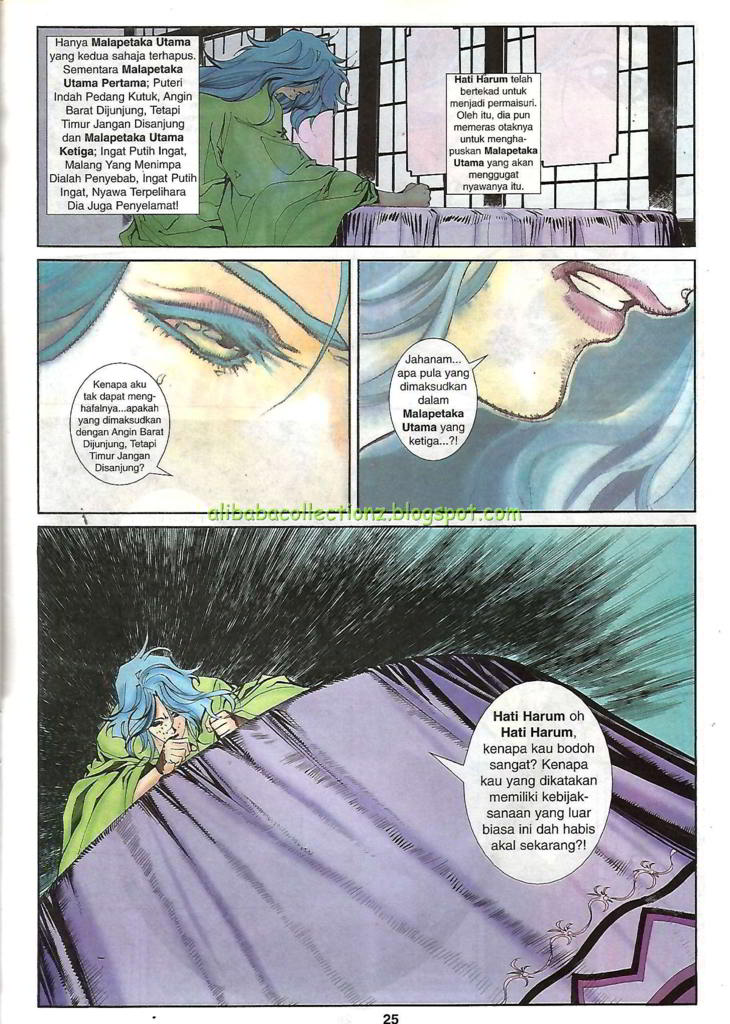 Hanya Malapetaka Utama
yang kedua sahaja terhapus.
Sementara Malapetaka
Utama Pertama; Puteri
Indah Pedang Kutuk, Angin
Barat Dijunjung, Tetapi
Timur Jangan Disanjung
dan Malapetaka Utama
Ketiga; Ingat Putih Ingat,
Malang Yang Menimpa
Dialah Penyebab, Ingat Putih
Ingat, Nyawa Terpelihara
Dia Juga Penyelamat!
Hati Harum telah
bertekad untuk
menjadi permaisuri.
Oleh itu, dia pun
memeras otaknya
untuk mengha-
puskan Malapetaka
Utama yang akan
menggugat
nyawanya itu.
Kenapa aku
tak dapat meng-
hafalnya...apakah
yang dimaksudkan
dengan Angin Barat
Dijunjung, Tetapi
Timur Jangan
Disanjung?
Jahanam...
apa pula yang
dimaksudkan
dalam
Malapetaka
Utama yang
ketiga...?!
alibabacollectionz.blogspot.com
Hati Harum oh
Hati Harum,
kenapa kau bodoh
sangat? Kenapa
kau yang dikatakan
memiliki kebijak-
sanaan yang luar
biasa ini dah habis
akal sekarang?!
25